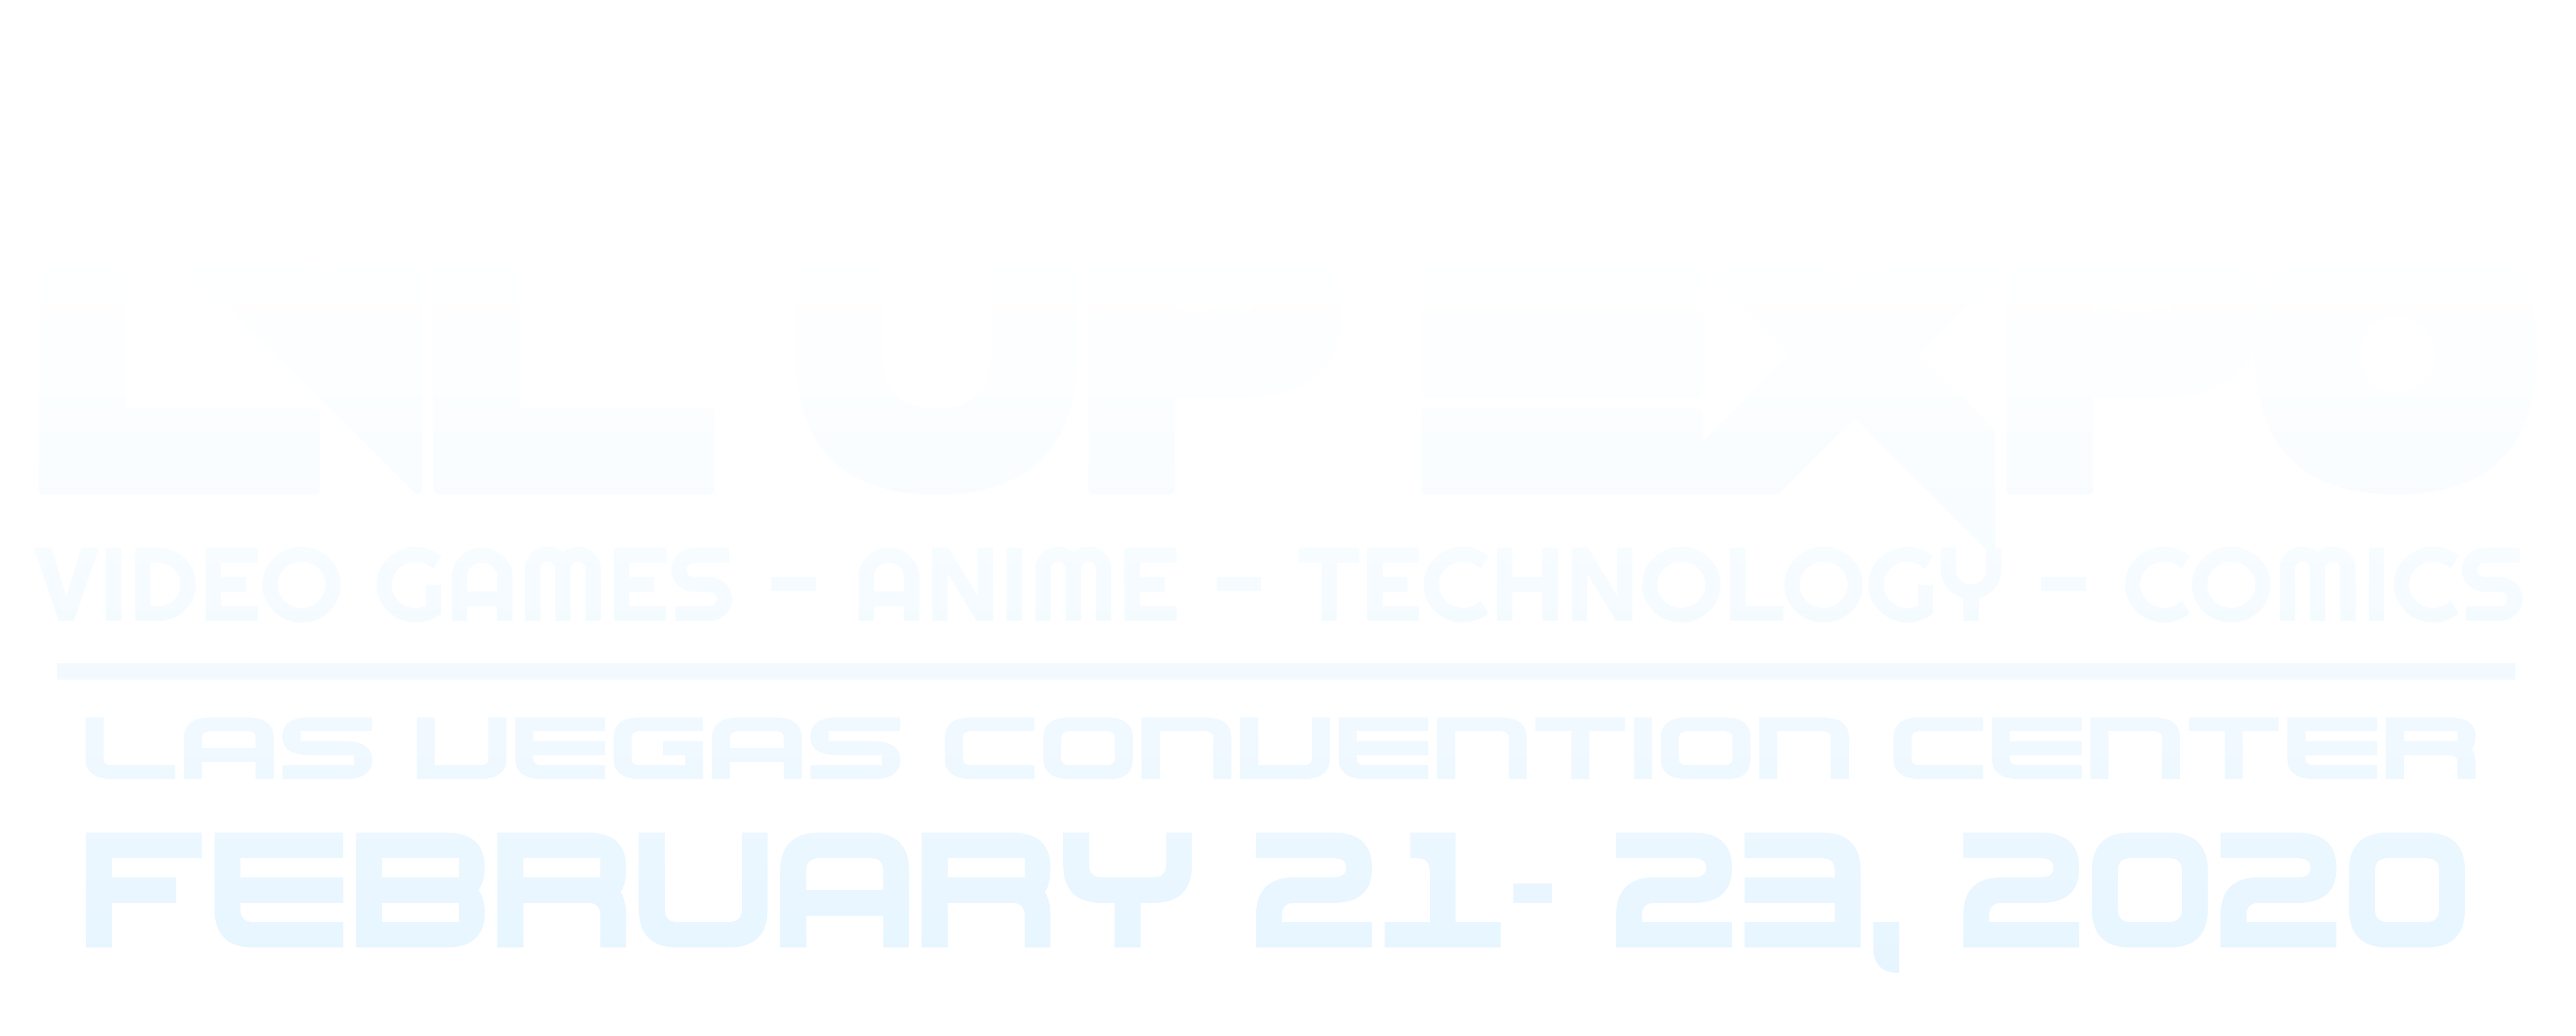 LVL UP EXPO
VIDEO GAMES - ANIME - TECHNOLOGY - COMICS
LAS VEGAS CONVENTION CENTER
FEBRUARY 21- 23, 2020